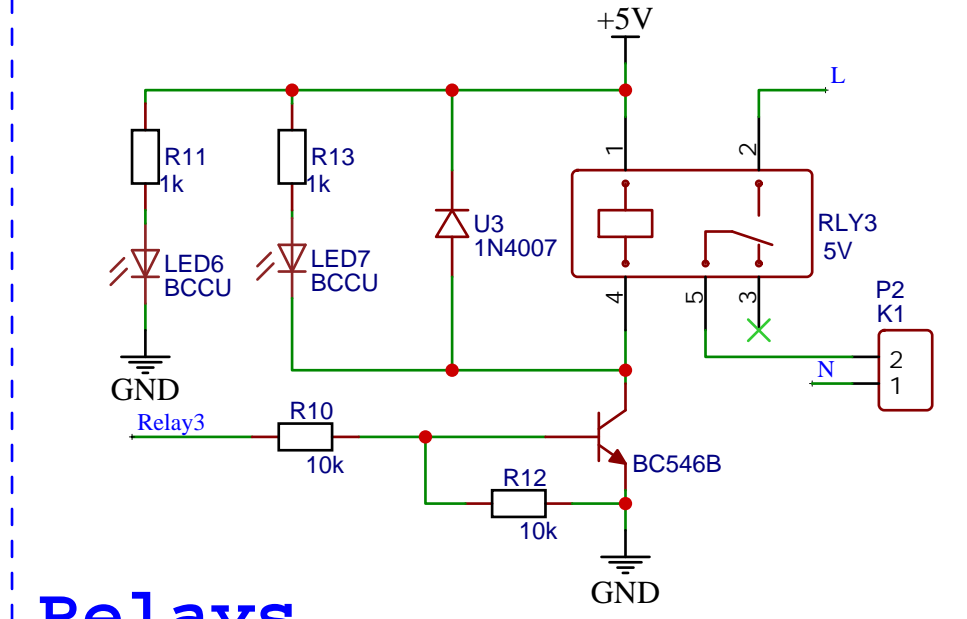 +5V
L
R11
1k
R13
1k
U3
1N4007
1
2
RLY3
5V
LED6
BCCU
LED7
BCCU
4
5
3
P2
K1
2
1
N
GND
Relay3
R10
10k
BC546B
R12
10k
GND
Relays